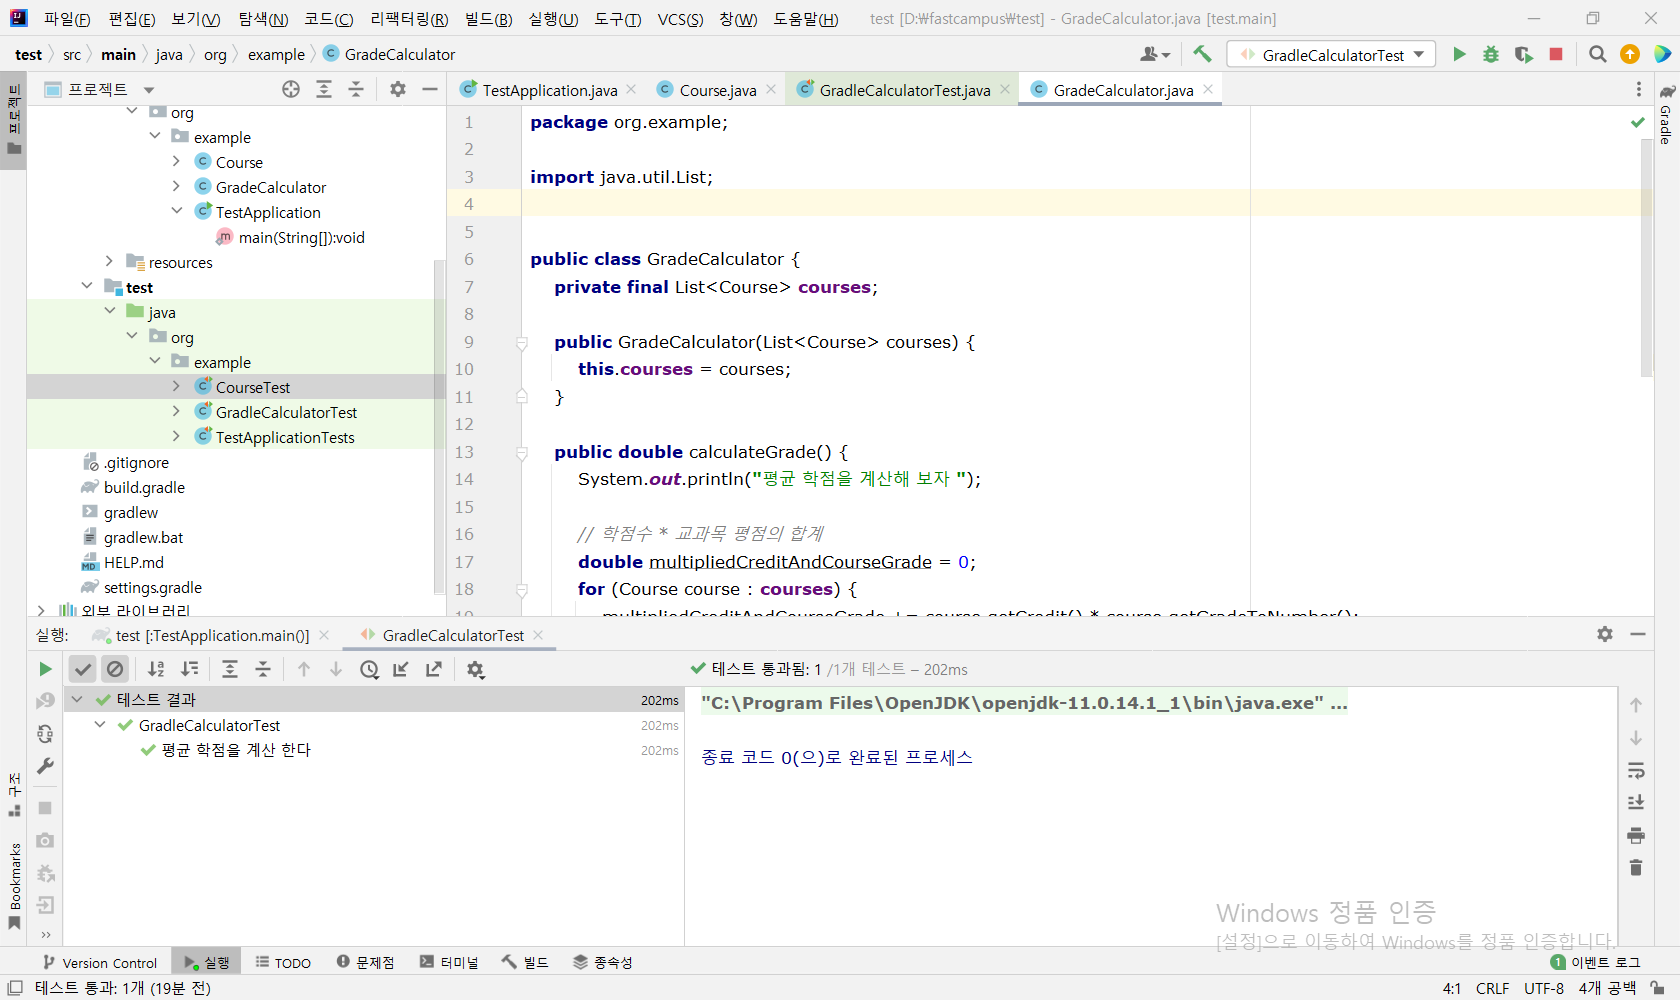 파일(F) 편집(E) 보기(V) 탐색(N) 코드(C) 리팩터링(R) 빌드(B) 실행(U) 도구(T) VCS(S) 창(W) 도움말(H) test [D:₩fastcampus₩test] - GradeCalculator.java [test.main]
test src main java org example GradeCalculator GradleCalculatorTest
프로젝트
프로젝트
TestApplication.java Course.java GradleCalculatorTest.java GradeCalculator.java
Gradle
org
example
Course
GradeCalculator
TestApplication
main(String[]):void
resources
test
java
org
example
CourseTest
GradleCalculatorTest
TestApplicationTests
.gitignore
build.gradle
gradlew
gradlew.bat
HELP.md
settings.gradle
외부 라이브러리
1 package org.example;
2
3 import java.util.List;
4
5
6 public class GradeCalculator {
7 private final List<Course> courses;
8
9 public GradeCalculator(List<Course> courses) {
10 this.courses = courses;
11 }
12
13 public double calculateGrade() {
14 System.out.println("평균 학점을 계산해 보자 ");
15
16 // 학점수 * 교과목 평점의 합계
17 double multipliedCreditAndCourseGrade = 0;
18 for (Course course : courses) {
19 multipliedCreditAndCourseGrade += course.getCredit() * course.getGradeToNumber();
실행: test [:TestApplication.main()] GradleCalculatorTest
테스트 통과됨: 1 /1개 테스트 – 202ms
테스트 결과 202ms
GradleCalculatorTest 202ms
평균 학점을 계산 한다 202ms
"C:\Program Files\OpenJDK\openjdk-11.0.14.1_1\bin\java.exe" ...
종료 코드 0(으)로 완료된 프로세스
구조
Bookmarks
Windows 정품 인증
[설정]으로 이동하여 Windows를 정품 인증합니다.
Version Control 실행 TODO 문제점 터미널 빌드 종속성 1 이벤트 로그
테스트 통과: 1개 (19분 전) 4:1 CRLF UTF-8 4개 공백